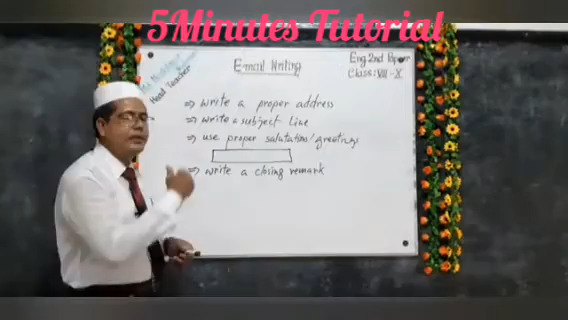 5Minutes Tutorial
E-mail Writing
Eng 2nd Paper
Class: VIII-X
Head Teacher
⇒ write a proper address
⇒ write a subject line
⇒ use proper salutation/greetings
⇒ write a closing remark